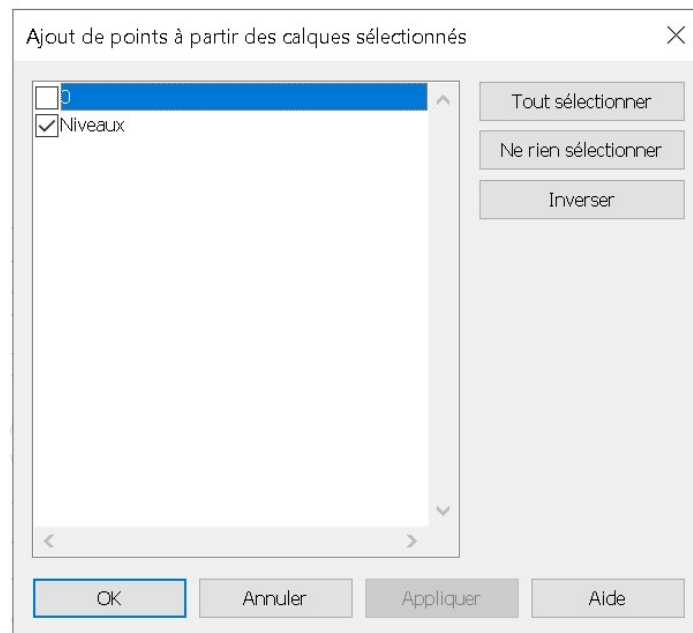 Ajout de points à partir des calques sélectionnés
0
Niveaux
Tout sélectionner
Ne rien sélectionner
Inverser
OK
Annuler
Appliquer
Aide